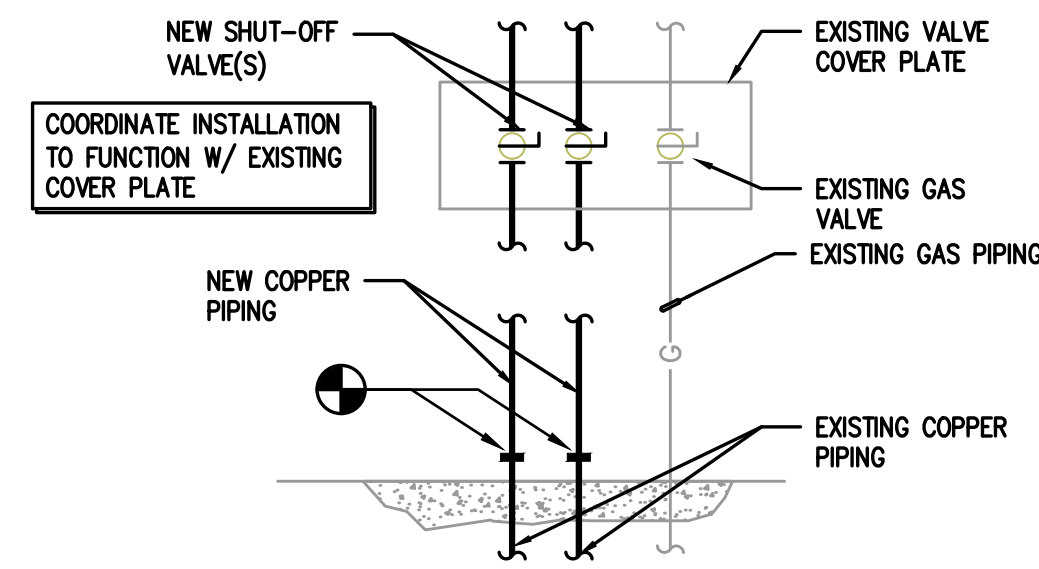 NEW SHUT-OFF
VALVE(S)
EXISTING VALVE
COVER PLATE
COORDINATE INSTALLATION
TO FUNCTION W/ EXISTING
COVER PLATE
EXISTING GAS
VALVE
EXISTING GAS PIPING
NEW COPPER
PIPING
G
EXISTING COPPER
PIPING